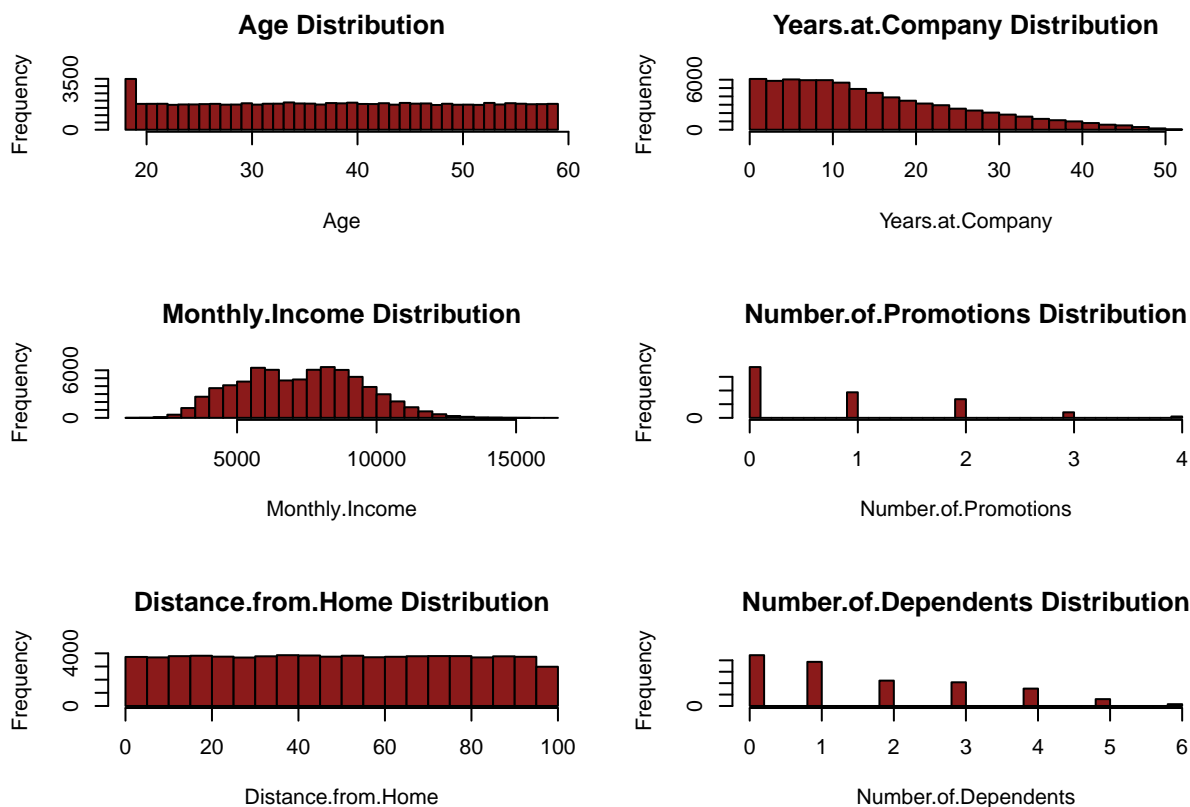 Age Distribution
Frequency
0 3500
20 30 40 50 60
Age
Years.at.Company Distribution
Frequency
0 6000
0 10 20 30 40 50
Years.at.Company
Monthly.Income Distribution
Frequency
0 6000
5000 10000 15000
Monthly.Income
Number.of.Promotions Distribution
Frequency
0
0 1 2 3 4
Number.of.Promotions
Distance.from.Home Distribution
Frequency
0 4000
0 20 40 60 80 100
Distance.from.Home
Number.of.Dependents Distribution
Frequency
0
0 1 2 3 4 5 6
Number.of.Dependents